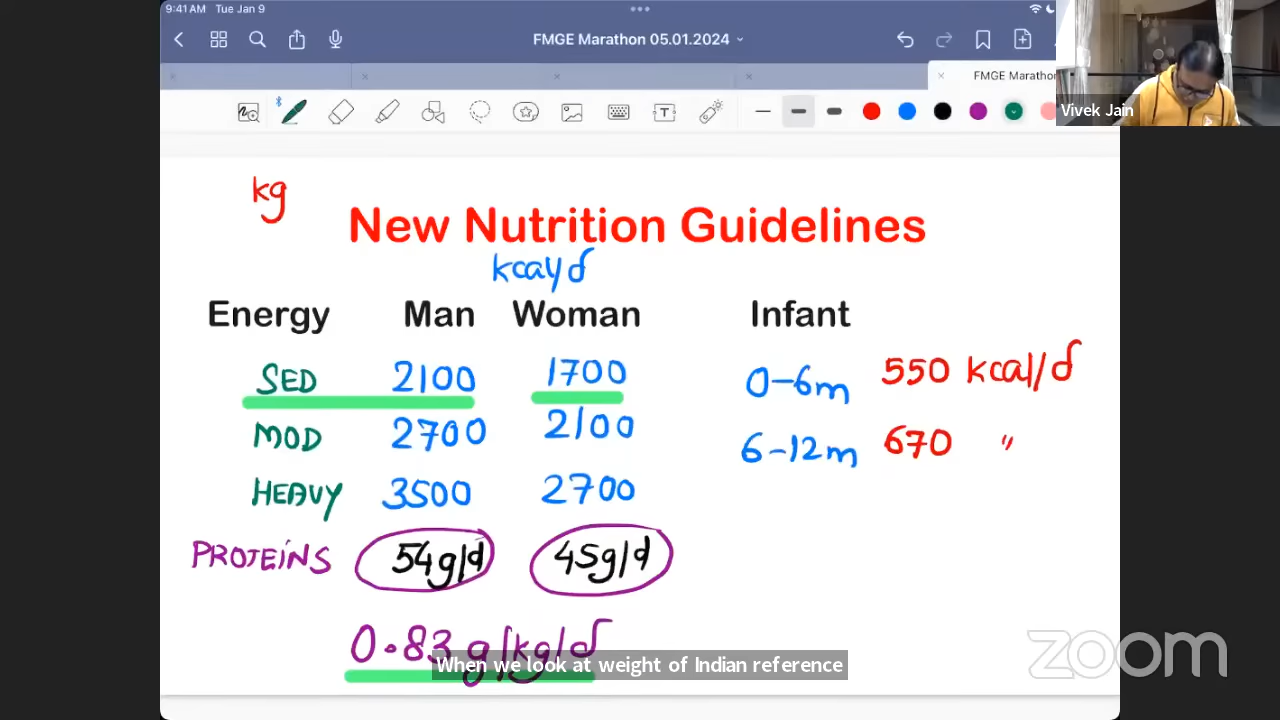 9:41 AM Tue Jan 9
FMGE Marathon 05.01.2024
FMGE Marathon
Vivek Jain
kg
New Nutrition Guidelines
kcal/d
Energy Man Woman Infant
SED 2100 1700 0-6m 550 kcal/d
MOD 2700 2100 6-12m 670 "
HEAVY 3500 2700
PROTEINS 54g/d 45g/d
0.83 g/kg/d
When we look at weight of Indian reference
zoom